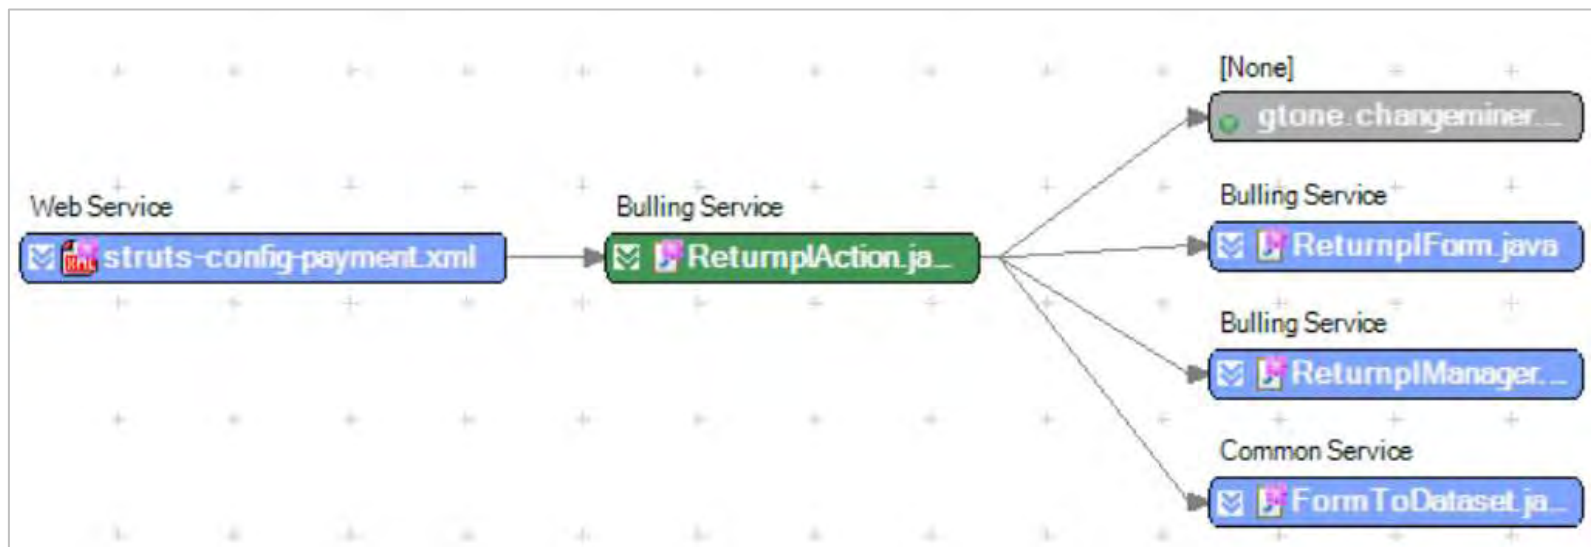 [None]
gtone.changeminer....
Web Service
Bulling Service
Bulling Service
struts-config-payment.xml
ReturnplAction.ja...
ReturnplForm.java
Bulling Service
ReturnplManager....
Common Service
FormToDataset.ja...